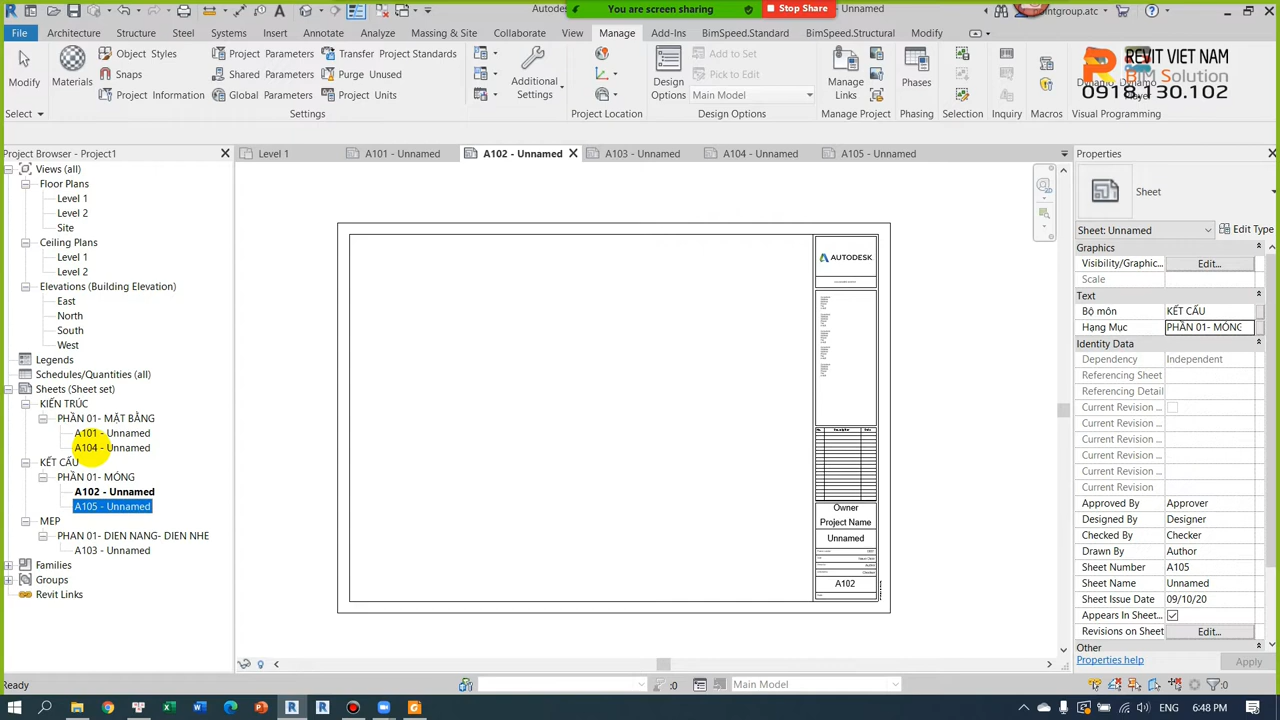 Autodes
You are screen sharing
Stop Share
Unnamed
File
Architecture
Structure
Steel
Systems
Insert
Annotate
Analyze
Massing & Site
Collaborate
View
Manage
Add-Ins
BimSpeed.Standard
BimSpeed.Structural
Modify
Modify
Materials
Object Styles
Snaps
Project Information
Project Parameters
Shared Parameters
Global Parameters
Transfer Project Standards
Purge Unused
Project Units
Additional
Settings
Design
Options
Add to Set
Pick to Edit
Main Model
Manage
Links
Phases
REVIT VIET NAM
BIM Solution
0918.130.102
Select
Settings
Project Location
Design Options
Manage Project
Phasing
Selection
Inquiry
Macros
Visual Programming
Project Browser - Project1
Level 1
A101 - Unnamed
A102 - Unnamed
A103 - Unnamed
A104 - Unnamed
A105 - Unnamed
Properties
Views (all)
Floor Plans
Level 1
Level 2
Site
Ceiling Plans
Level 1
Level 2
Elevations (Building Elevation)
East
North
South
West
Legends
Schedules/Quantities (all)
Sheets (Sheet set)
KIẾN TRÚC
PHẦN 01- MẶT BẰNG
A101 - Unnamed
A104 - Unnamed
KẾT CẤU
PHẦN 01- MÓNG
A102 - Unnamed
A105 - Unnamed
MEP
PHAN 01- DIEN NANG- DIEN NHE
A103 - Unnamed
Families
Groups
Revit Links
AUTODESK
Owner
Project Name
Unnamed
A102
Sheet
Sheet: Unnamed
Edit Type
Graphics
Visibility/Graphic...
Edit...
Scale
Text
Bộ môn
KẾT CẤU
Hạng Mục
PHẦN 01- MÓNG
Identity Data
Dependency
Independent
Referencing Sheet
Referencing Detail
Current Revision ...
Current Revision ...
Current Revision ...
Current Revision ...
Current Revision ...
Current Revision
Approved By
Approver
Designed By
Designer
Checked By
Checker
Drawn By
Author
Sheet Number
A105
Sheet Name
Unnamed
Sheet Issue Date
09/10/20
Appears In Sheet...
Revisions on Sheet
Edit...
Other
Properties help
Apply
Ready
:0
Main Model
:0
ENG
6:48 PM